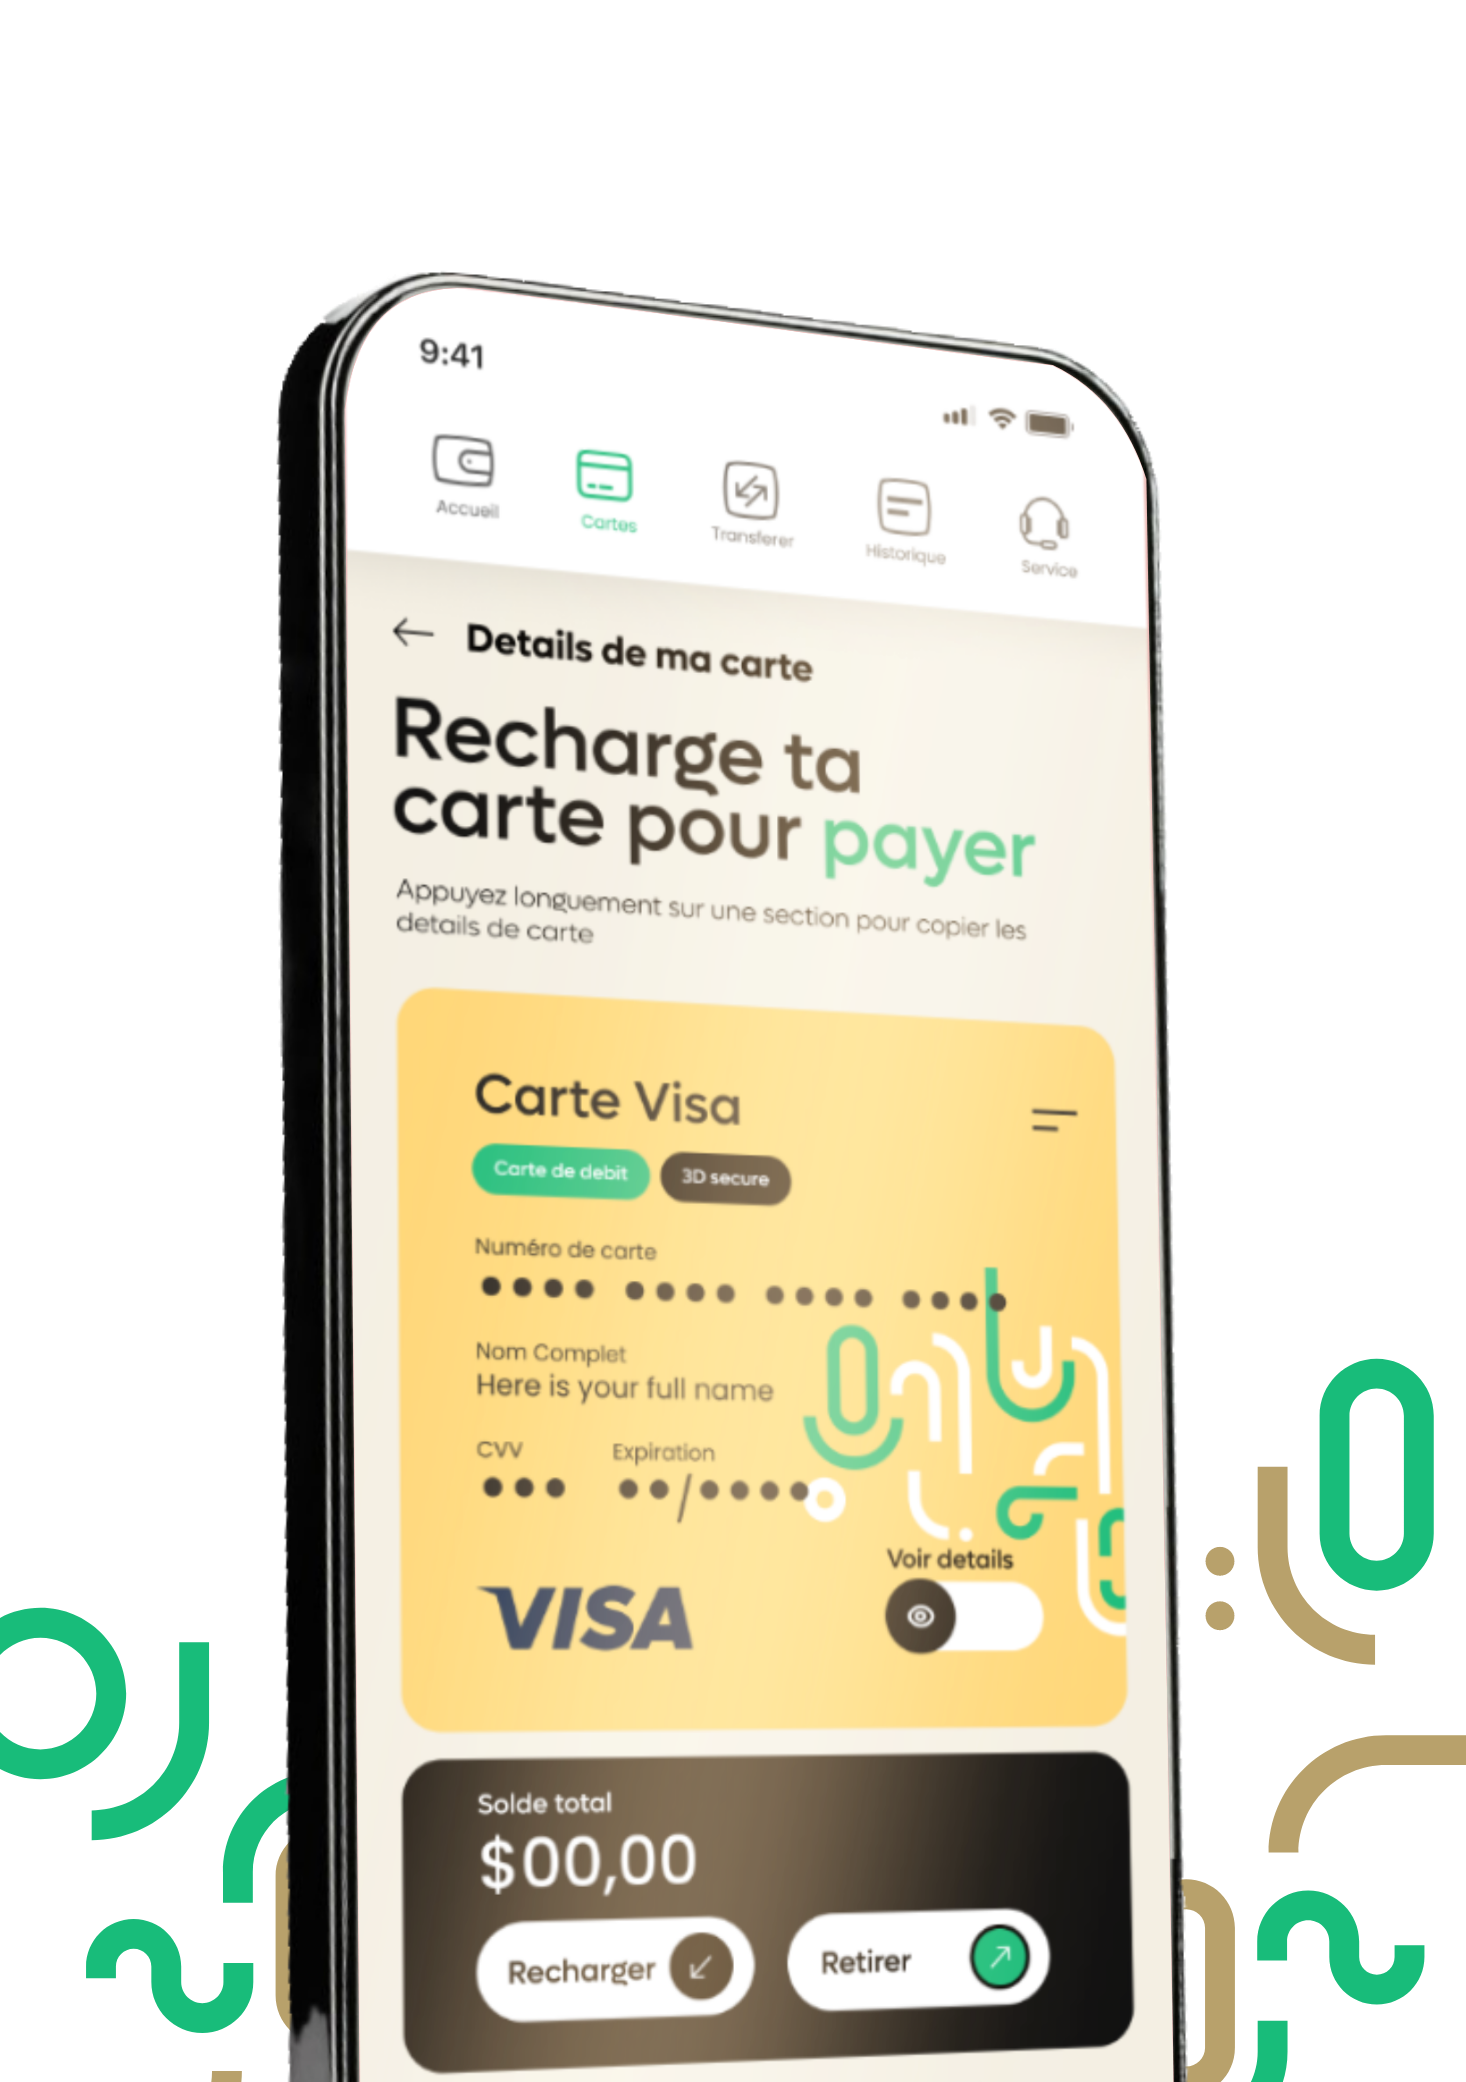 9:41
Accueil
Cartes
Transferer
Historique
Service
Details de ma carte
Recharge ta
carte pour payer
Appuyez longuement sur une section pour copier les
details de carte
Carte Visa
Carte de debit
3D secure
Numéro de carte
Nom Complet
Here is your full name
CVV
Expiration
/
Voir details
VISA
Solde total
$00,00
Recharger
Retirer